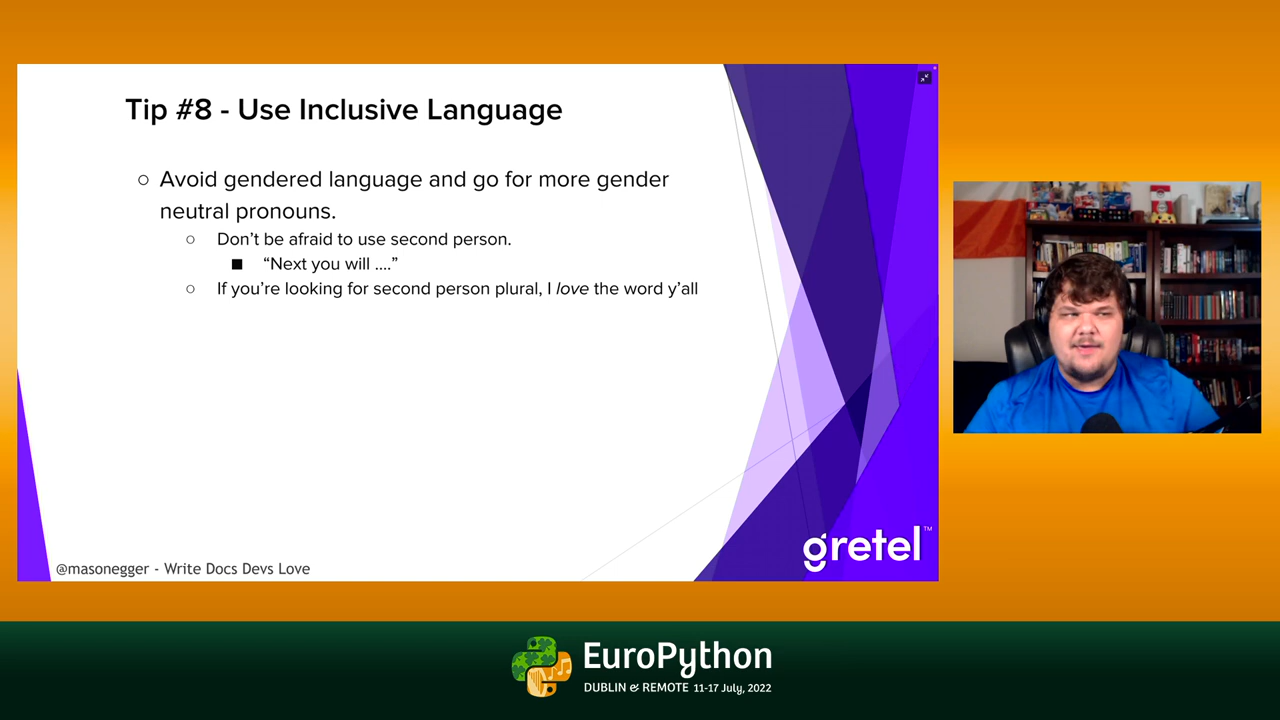 Tip #8 - Use Inclusive Language
○ Avoid gendered language and go for more gender
neutral pronouns.
○ Don’t be afraid to use second person.
■ “Next you will ....”
○ If you’re looking for second person plural, I love the word y’all
gretel™
@masonegger - Write Docs Devs Love
EuroPython
DUBLIN & REMOTE 11-17 July, 2022